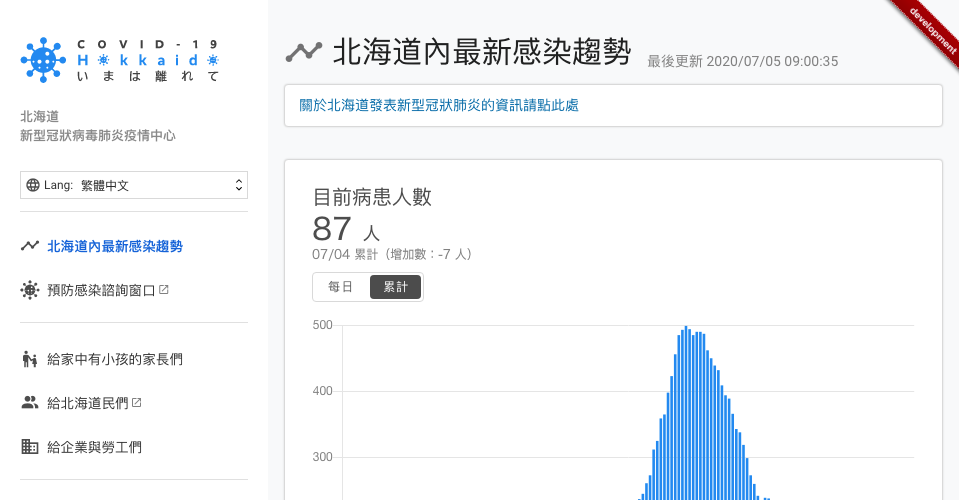 COVID-19
Hokkaido
いまは離れて
北海道
新型冠狀病毒肺炎疫情中心
Lang: 繁體中文
北海道內最新感染趨勢
預防感染諮詢窗口
給家中有小孩的家長們
給北海道民們
給企業與勞工們
development
北海道內最新感染趨勢 最後更新 2020/07/05 09:00:35
關於北海道發表新型冠狀肺炎的資訊請點此處
目前病患人數
87 人
07/04 累計（增加數：-7 人）
每日 累計
500
400
300